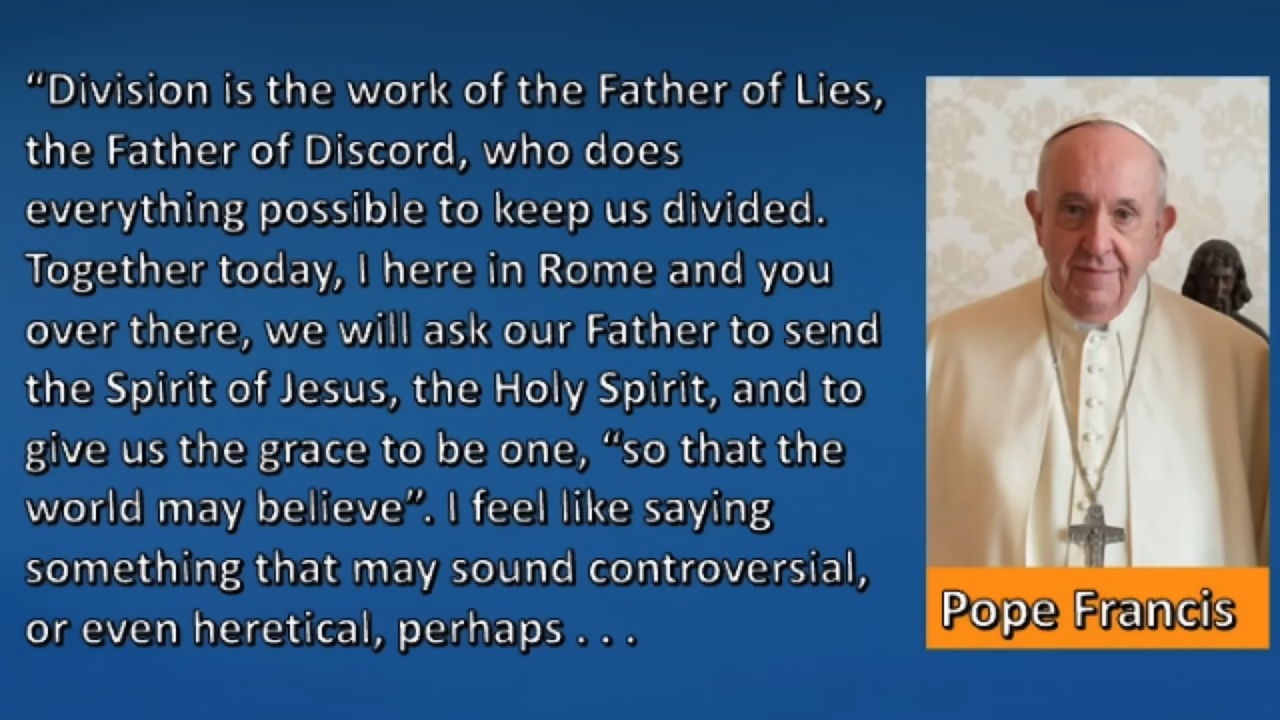 “Division is the work of the Father of Lies,
the Father of Discord, who does
everything possible to keep us divided.
Together today, I here in Rome and you
over there, we will ask our Father to send
the Spirit of Jesus, the Holy Spirit, and to
give us the grace to be one, “so that the
world may believe”. I feel like saying
something that may sound controversial,
or even heretical, perhaps . . .
Pope Francis